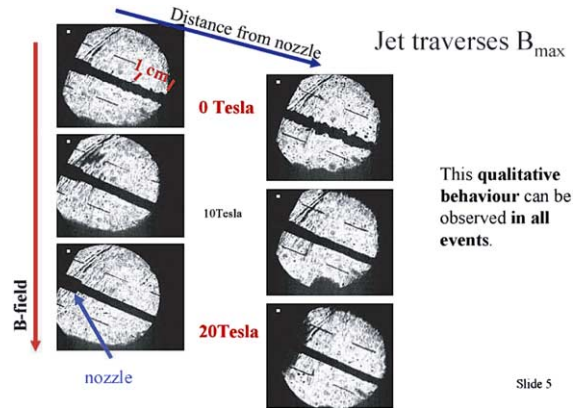 Distance from nozzle
Jet traverses Bmax
1 cm
0 Tesla
This qualitative
behaviour can be
observed in all
events.
10Tesla
B-field
20Tesla
nozzle
Slide 5